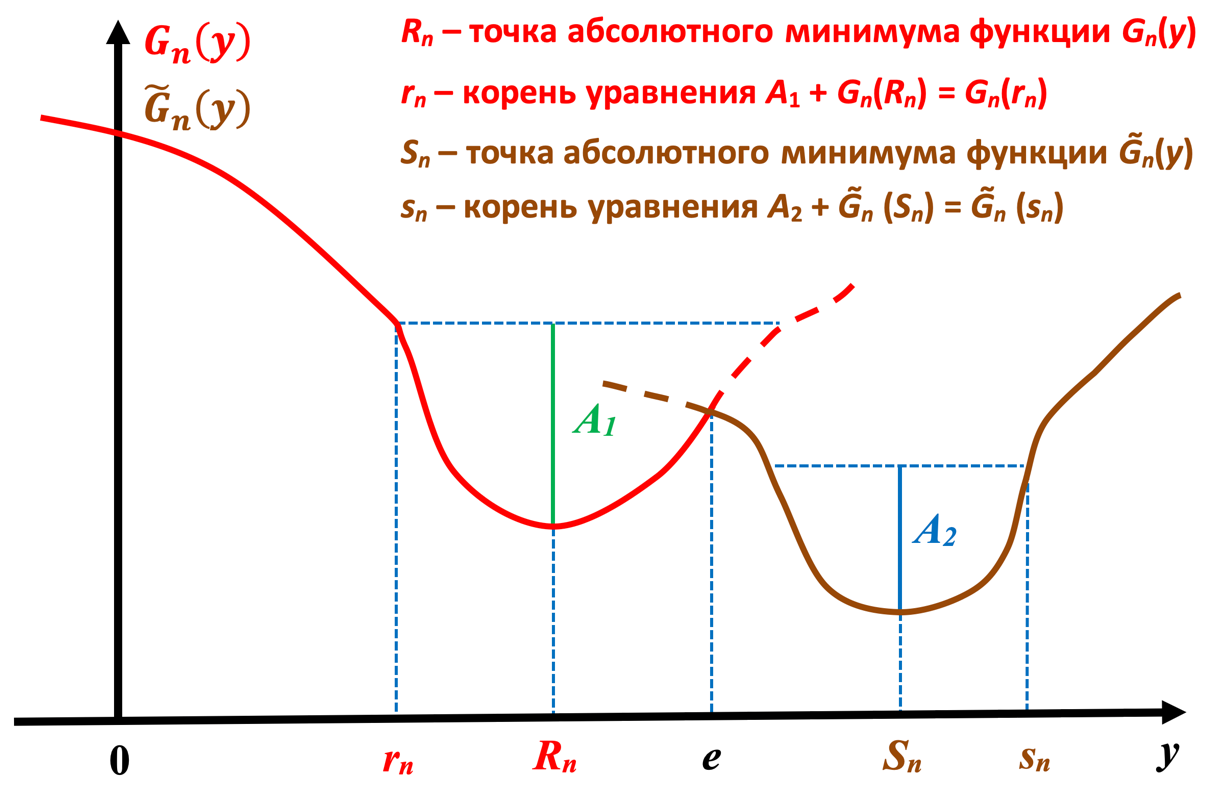 Gₙ(y)
G̃ₙ(y)
Rₙ – точка абсолютного минимума функции Gₙ(y)
rₙ – корень уравнения A₁ + Gₙ(Rₙ) = Gₙ(rₙ)
Sₙ – точка абсолютного минимума функции G̃ₙ(y)
sₙ – корень уравнения A₂ + G̃ₙ (Sₙ) = G̃ₙ (sₙ)
A₁
A₂
0 rₙ Rₙ e Sₙ sₙ y